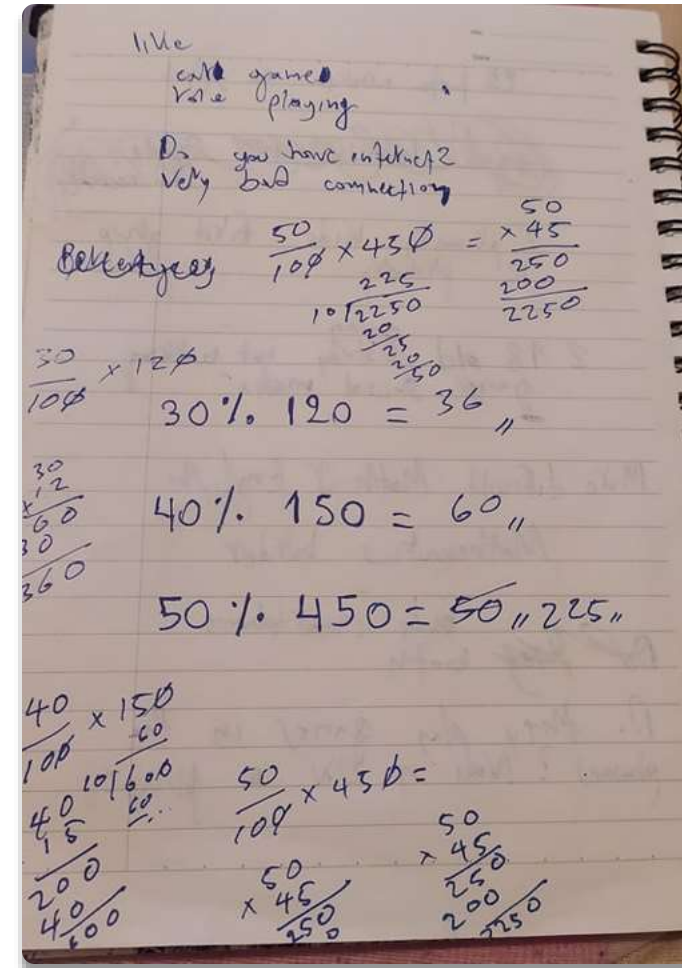 like
game
role playing
Do you have internet?
Very bad connection
50/100 × 450 = 50
× 45
250
200
2250
225
10)2250
20
25
20
50
30/100 × 120
30% 120 = 36 〃
30
×12
60
30
360
40% 150 = 60 〃
50% 450 = 50 〃 225 〃
40/100 × 150
60
10)600
60
40
15
200
40
600
50/100 × 450 =
50
× 45
250
50
× 45
250
200
2250